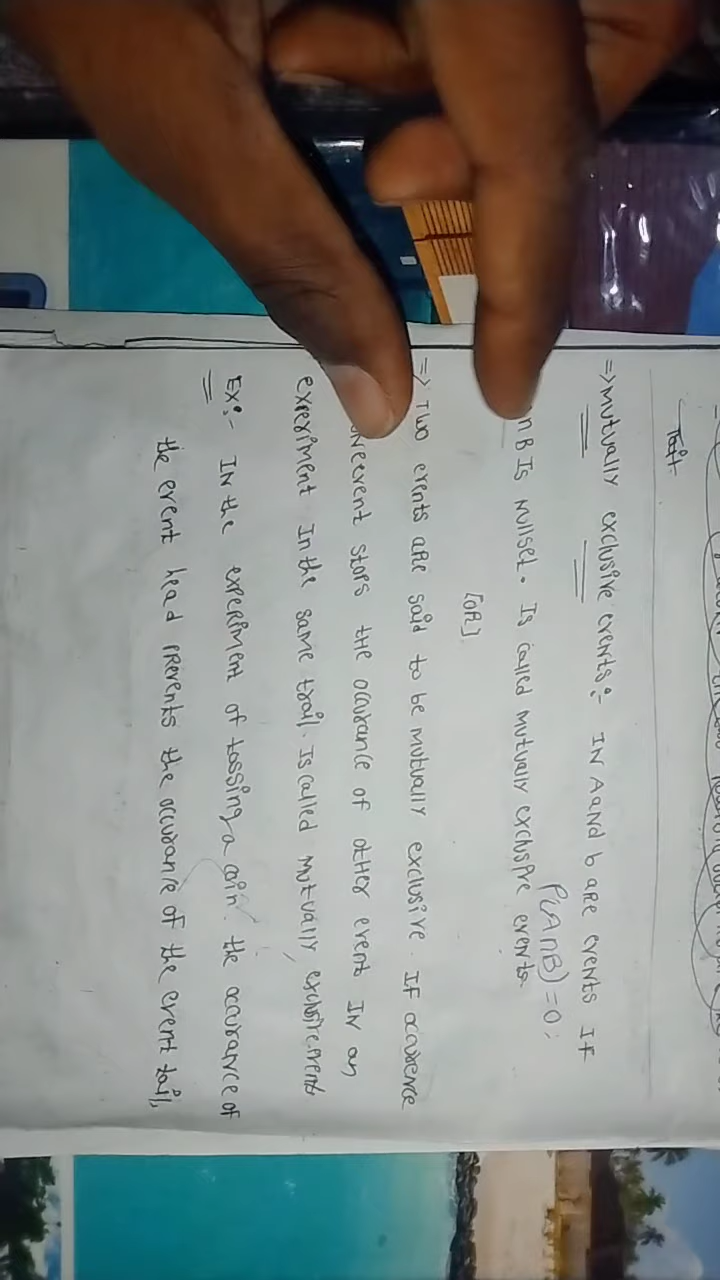 Tail.
=> Mutually exclusive events:- IN A and b are events IF
n B Is Nullset. Is called mutually exclusive events.
P(A∩B)=0;
[OR]
=> Two events are said to be mutually exclusive. If occurence
oNe event stops the occurance of other event IN an
experiment In the same trail. Is called mutually exclusive events
Ex:- IN the experiment of tossing a coin. the occurance of
the event head prevents the occurance of the event tail,